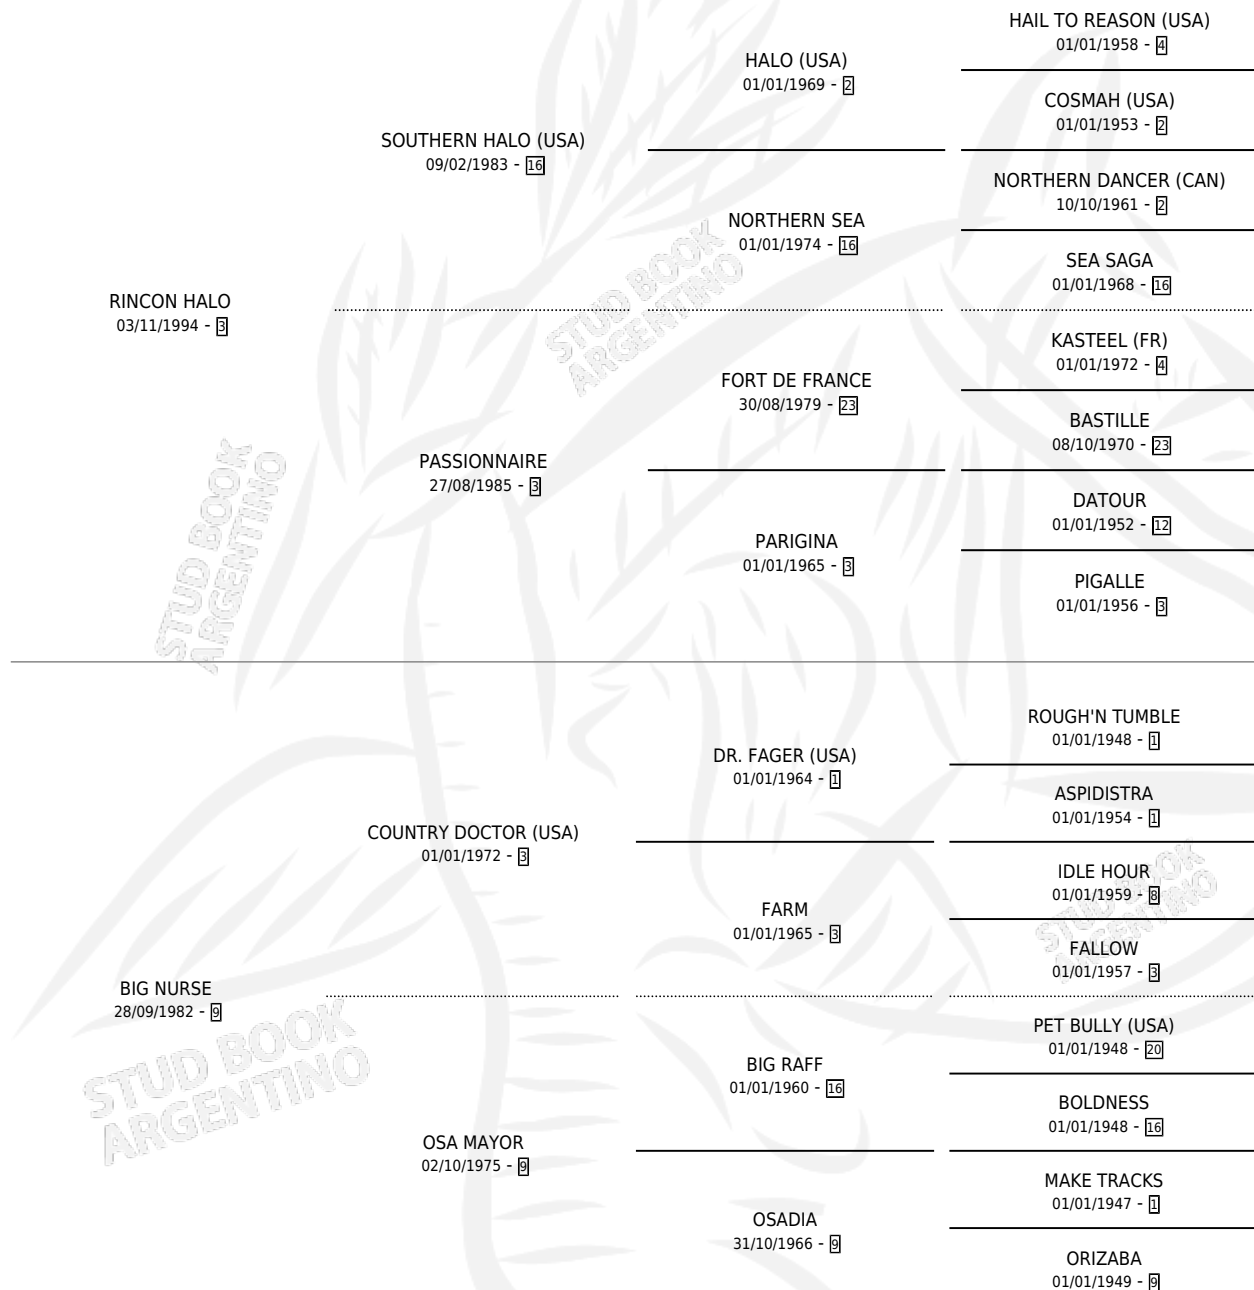 HAIL TO REASON (USA)
01/01/1958 - 4
HALO (USA)
01/01/1969 - 2
COSMAH (USA)
01/01/1953 - 2
SOUTHERN HALO (USA)
09/02/1983 - 16
NORTHERN DANCER (CAN)
10/10/1961 - 2
NORTHERN SEA
01/01/1974 - 16
SEA SAGA
01/01/1968 - 16
RINCON HALO
03/11/1994 - 3
STUD BOOK
ARGENTINO
KASTEEL (FR)
01/01/1972 - 4
FORT DE FRANCE
30/08/1979 - 23
BASTILLE
08/10/1970 - 23
PASSIONNAIRE
27/08/1985 - 3
DATOUR
01/01/1952 - 12
PARIGINA
01/01/1965 - 3
PIGALLE
01/01/1956 - 3
STUD BOOK
ARGENTINO
ROUGH'N TUMBLE
01/01/1948 - 1
DR. FAGER (USA)
01/01/1964 - 1
ASPIDISTRA
01/01/1954 - 1
COUNTRY DOCTOR (USA)
01/01/1972 - 3
IDLE HOUR
01/01/1959 - 8
FARM
01/01/1965 - 3
FALLOW
01/01/1957 - 3
STUD BOOK
ARGENTINO
BIG NURSE
28/09/1982 - 9
PET BULLY (USA)
01/01/1948 - 20
BIG RAFF
01/01/1960 - 16
BOLDNESS
01/01/1948 - 16
STUD BOOK
ARGENTINO
OSA MAYOR
02/10/1975 - 9
MAKE TRACKS
01/01/1947 - 1
OSADIA
31/10/1966 - 9
ORIZABA
01/01/1949 - 9